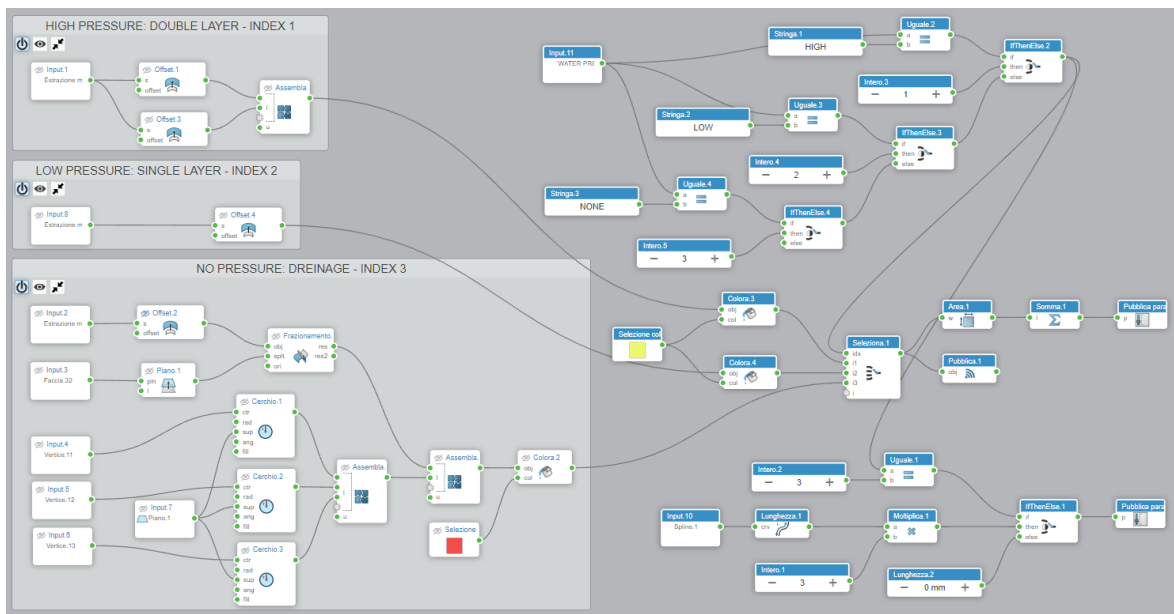 HIGH PRESSURE: DOUBLE LAYER - INDEX 1
Input.1
Estrazione m
Offset.1
s
offset
Offset.3
s
offset
Assembla.
i
u
LOW PRESSURE: SINGLE LAYER - INDEX 2
Input.8
Estrazione m
Offset.4
s
offset
NO PRESSURE: DREINAGE - INDEX 3
Input.2
Estrazione m
Offset.2
s
offset
Frazionamento.
obj
split
ori
res
res2
Input.3
Faccia.32
Piano.1
pln
l
Cerchio.1
ctr
rad
sup
ang
fill
Input.4
Vertice.11
Input.5
Vertice.12
Input.6
Vertice.13
Input.7
Piano.1
Cerchio.2
ctr
rad
sup
ang
fill
Cerchio.3
ctr
rad
sup
ang
fill
Assembla.
i
u
Assembla.
i
u
Colora.2
obj
col
Selezione
Input.11
WATER PRI
Stringa.1
HIGH
Uguale.2
a
b
IfThenElse.2
if
then
else
Intero.3
− 1 +
Stringa.2
LOW
Uguale.3
a
b
IfThenElse.3
if
then
else
Intero.4
− 2 +
Stringa.3
NONE
Uguale.4
a
b
IfThenElse.4
if
then
else
Intero.5
− 3 +
Colora.3
obj
col
Selezione col
Colora.4
obj
col
Seleziona.1
idx
i1
i2
i3
i
Area.1
w
Somma.1
i
Pubblica para
p
Pubblica.1
obj
Uguale.1
a
b
Intero.2
− 3 +
Input.10
Spline.1
Lunghezza.1
crv
Moltiplica.1
a
b
IfThenElse.1
if
then
else
Pubblica para
p
Intero.1
− 3 +
Lunghezza.2
− 0 mm +